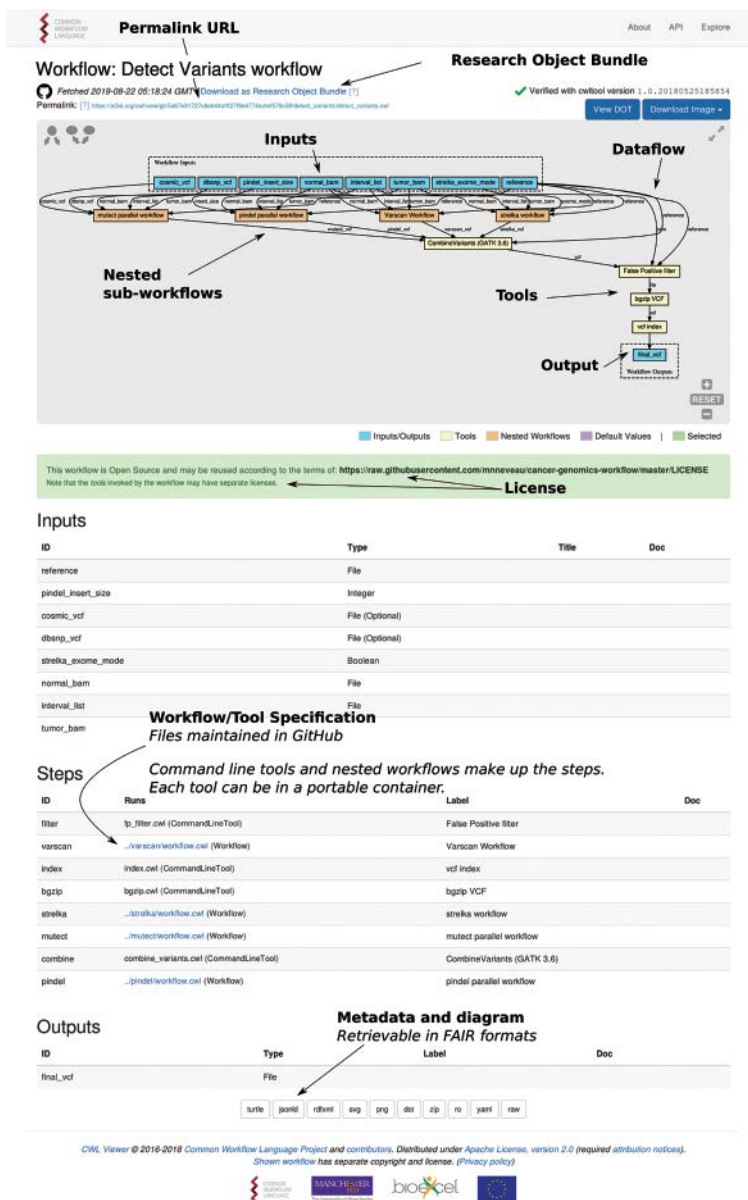 COMMON
WORKFLOW
LANGUAGE
Permalink URL
About API Explore
Workflow: Detect Variants workflow
Research Object Bundle
Fetched 2019-08-22 05:18:24 GMT Download as Research Object Bundle [?]
Verified with cwltool version 1.0.20180525185854
Permalink: [?]
View DOT Download Image
Inputs
Dataflow
Workflow Inputs
cosmic_vcf dbsnp_vcf pindel_insert_size normal_bam interval_list tumor_bam strelka_exome_mode reference
mutect parallel workflow pindel parallel workflow Varscan Workflow strelka workflow
mutect_vcf pindel_vcf varscan_vcf strelka_vcf
CombineVariants (GATK 3.6)
Nested
sub-workflows
False Positive filter
Tools
bgzip VCF
vcf index
Output
final_vcf
Workflow Outputs
RESET
Inputs/Outputs Tools Nested Workflows Default Values | Selected
This workflow is Open Source and may be reused according to the terms of: https://raw.githubusercontent.com/mnneveau/cancer-genomics-workflow/master/LICENSE
Note that the tools invoked by the workflow may have separate licenses.
License
Inputs
ID Type Title Doc
reference File
pindel_insert_size Integer
cosmic_vcf File (Optional)
dbsnp_vcf File (Optional)
strelka_exome_mode Boolean
normal_bam File
interval_list File
Workflow/Tool Specification
tumor_bam
Files maintained in GitHub
Steps
Command line tools and nested workflows make up the steps.
Each tool can be in a portable container.
ID Runs Label Doc
filter fp_filter.cwl (CommandLineTool) False Positive filter
varscan ../varscan/workflow.cwl (Workflow) Varscan Workflow
index index.cwl (CommandLineTool) vcf index
bgzip bgzip.cwl (CommandLineTool) bgzip VCF
strelka ../strelka/workflow.cwl (Workflow) strelka workflow
mutect ../mutect/workflow.cwl (Workflow) mutect parallel workflow
combine combine_variants.cwl (CommandLineTool) CombineVariants (GATK 3.6)
pindel ../pindel/workflow.cwl (Workflow) pindel parallel workflow
Metadata and diagram
Outputs
Retrievable in FAIR formats
ID Type Label Doc
final_vcf File
turtle jsonld rdfxml svg png dot zip ro yaml raw
CWL Viewer © 2016-2018 Common Workflow Language Project and contributors. Distributed under Apache License, version 2.0 (required attribution notices).
Shown workflow has separate copyright and license. (Privacy policy)
COMMON
WORKFLOW
LANGUAGE
MANCHESTER
1824
The University of Manchester
bioexcel